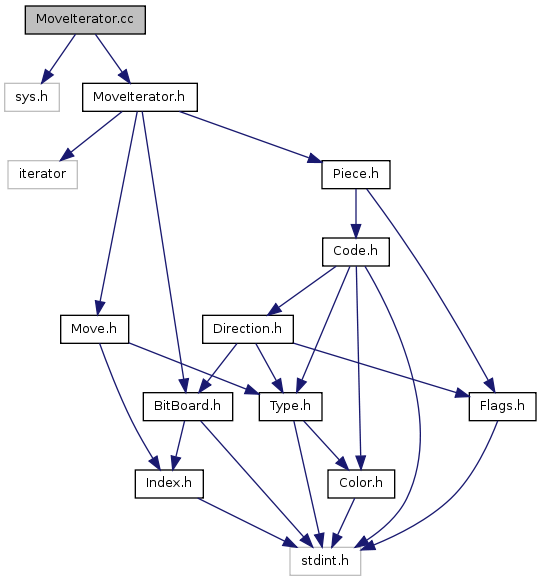 MoveIterator.cc
sys.h
MoveIterator.h
iterator
Piece.h
Code.h
Move.h
Direction.h
BitBoard.h
Type.h
Flags.h
Index.h
Color.h
stdint.h